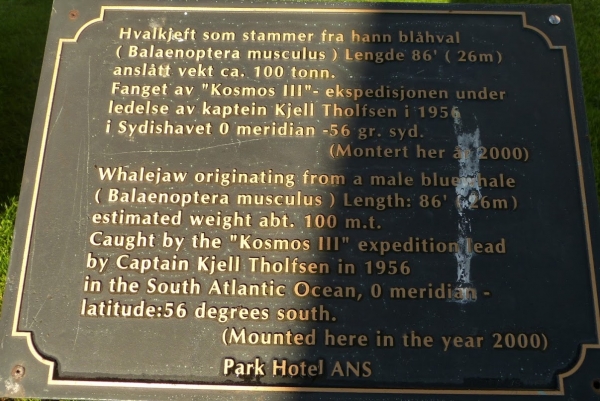 Hvalkjeft som stammer fra hann blåhval
( Balaenoptera musculus ) Lengde 86' ( 26m)
anslått vekt ca. 100 tonn.
Fanget av "Kosmos III"- ekspedisjonen under
ledelse av kaptein Kjell Tholfsen i 1956
i Sydishavet 0 meridian -56 gr. syd.
(Montert her år 2000)
Whalejaw originating from a male blue whale
( Balaenoptera musculus ) Length: 86' ( 26m)
estimated weight abt. 100 m.t.
Caught by the "Kosmos III" expedition lead
by Captain Kjell Tholfsen in 1956
in the South Atlantic Ocean, 0 meridian -
latitude:56 degrees south.
(Mounted here in the year 2000)
Park Hotel ANS